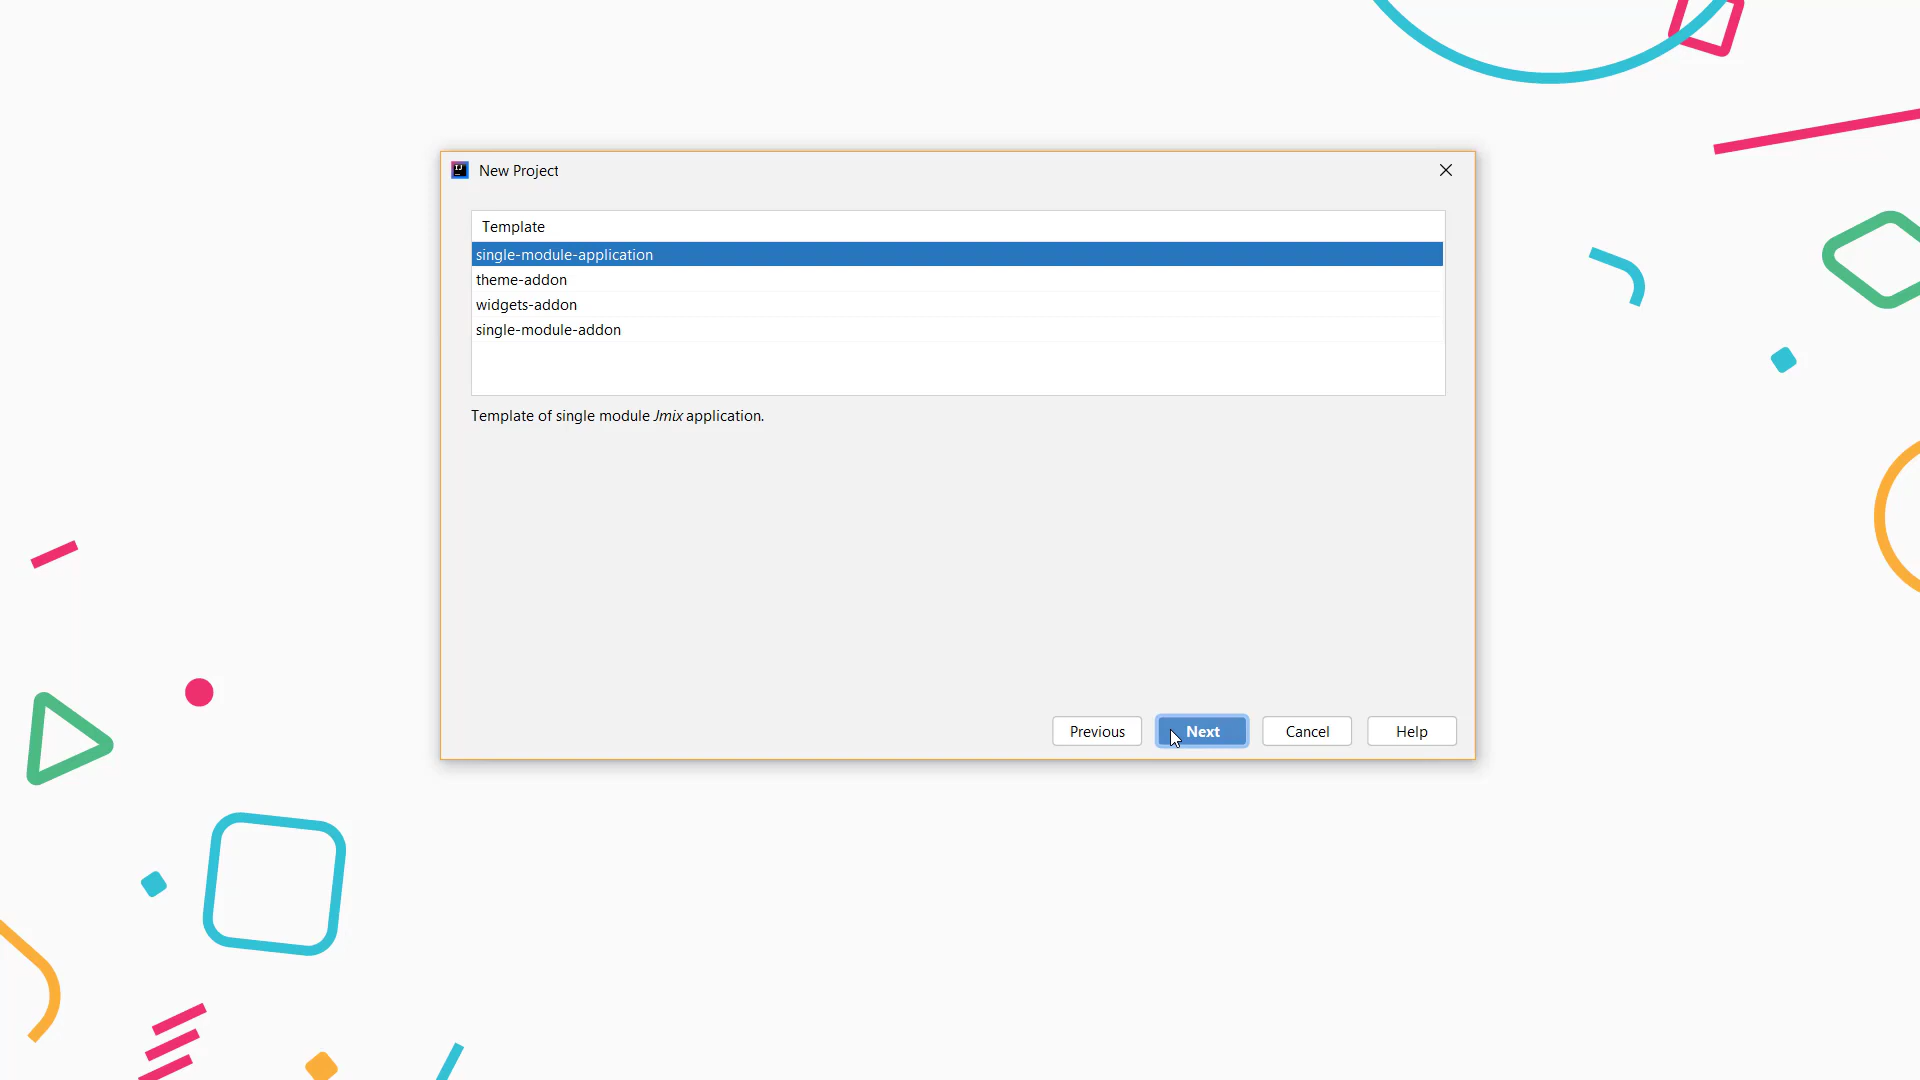 New Project
Template
single-module-application
theme-addon
widgets-addon
single-module-addon
Template of single module Jmix application.
Previous
Next
Cancel
Help